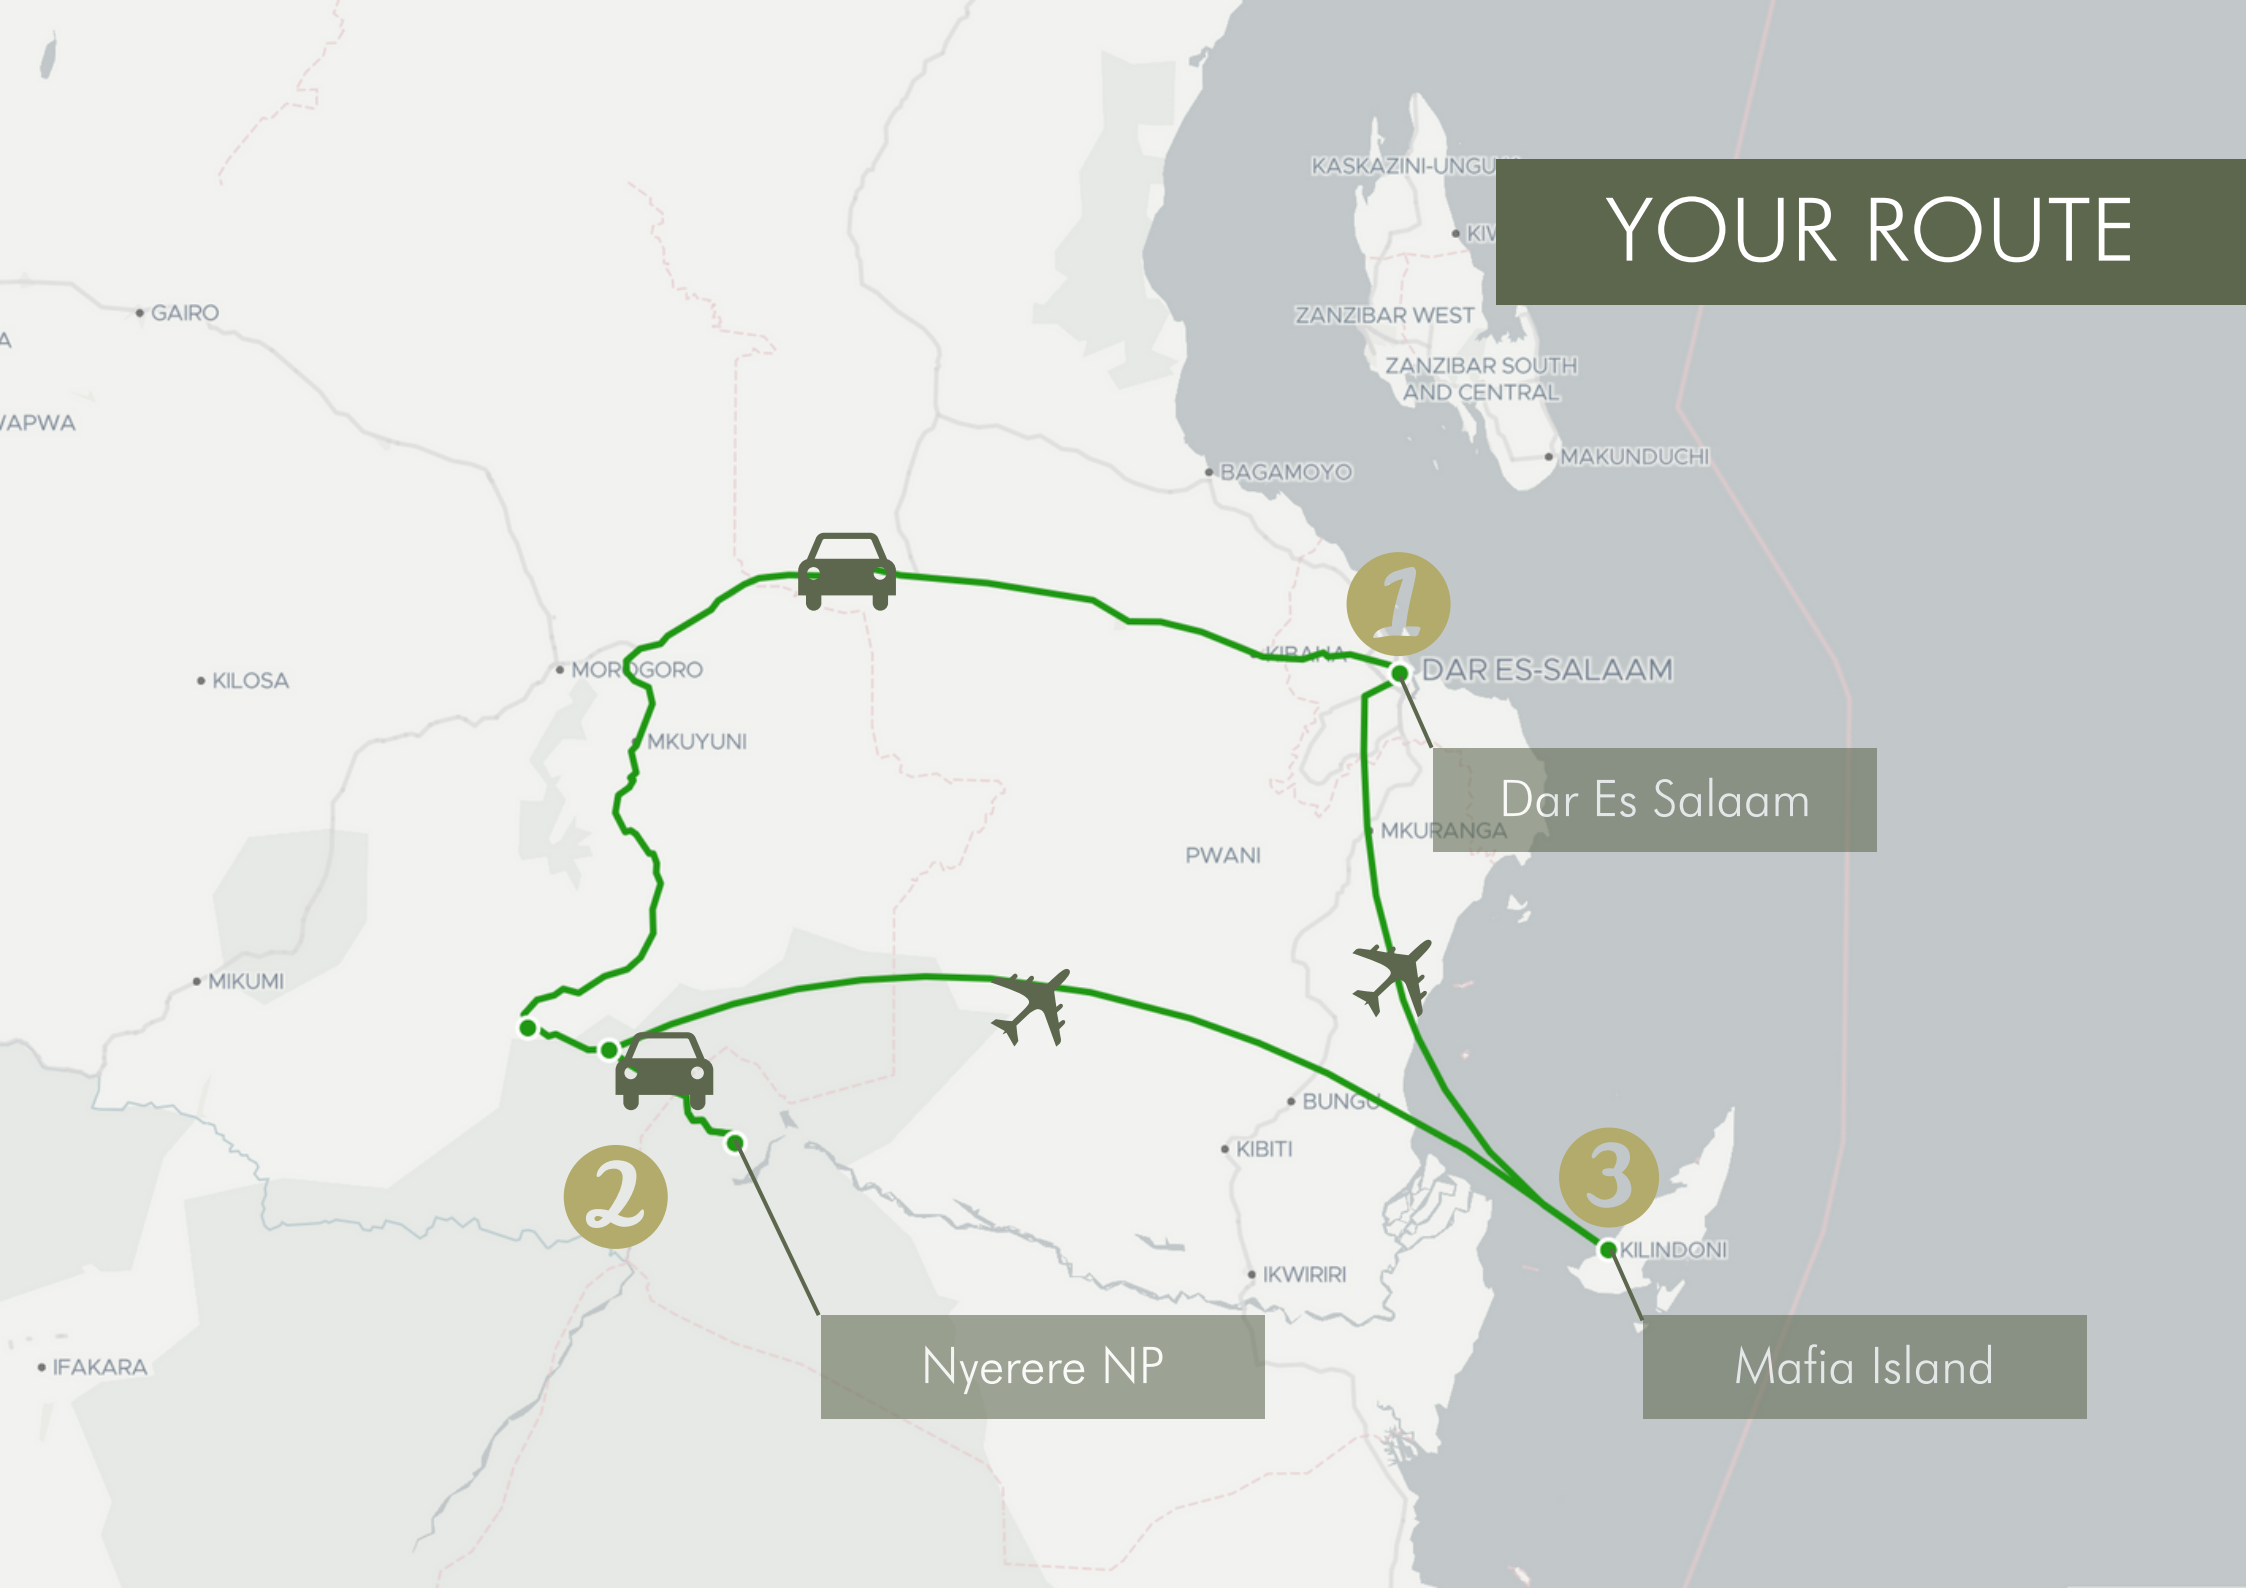 KASKAZINI-UNGU
YOUR ROUTE
GAIRO
ZANZIBAR WEST
ZANZIBAR SOUTH
AND CENTRAL
MAKUNDUCHI
BAGAMOYO
1
KIBAHA
MOROGORO
DAR ES-SALAAM
KILOSA
MKUYUNI
Dar Es Salaam
MKURANGA
PWANI
MIKUMI
BUNGU
KIBITI
2
3
KILINDONI
IKWIRIRI
IFAKARA
Nyerere NP
Mafia Island